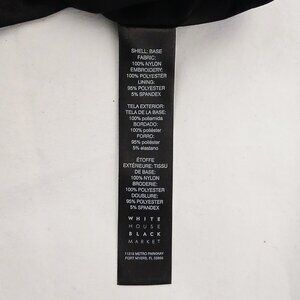 SHELL: BASE
FABRIC:
100% NYLON
EMBROIDERY:
100% POLYESTER
LINING:
95% POLYESTER
5% SPANDEX
TELA EXTERIOR:
TELA DE LA BASE:
100% poliamida
BORDADO:
100% poliéster
FORRO:
95% poliéster
5% elastano
ÉTOFFE
EXTÉRIEURE: TISSU
DE BASE:
100% NYLON
BRODERIE:
100% POLYESTER
DOUBLURE:
95% POLYESTER
5% SPANDEX
WHITE
HOUSE
BLACK
MARKET
11215 METRO PARKWAY
FORT MYERS, FL 33966